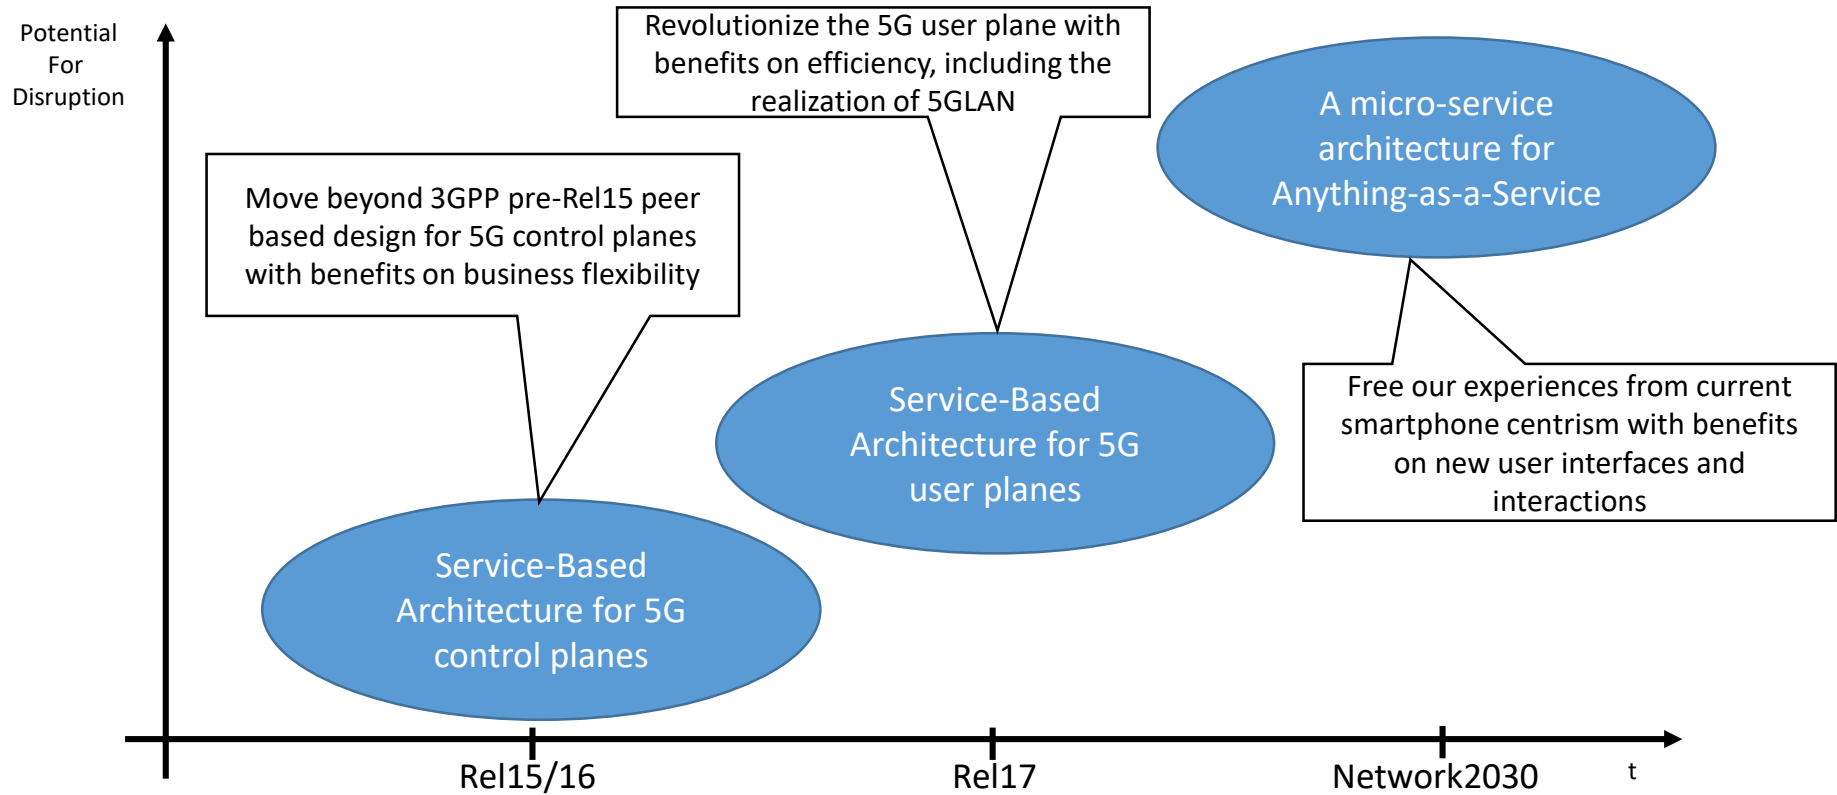 Potential
For
Disruption
Revolutionize the 5G user plane with
benefits on efficiency, including the
realization of 5GLAN
A micro-service
architecture for
Anything-as-a-Service
Move beyond 3GPP pre-Rel15 peer
based design for 5G control planes
with benefits on business flexibility
Service-Based
Architecture for 5G
user planes
Free our experiences from current
smartphone centrism with benefits
on new user interfaces and
interactions
Service-Based
Architecture for 5G
control planes
Rel15/16
Rel17
Network2030
t